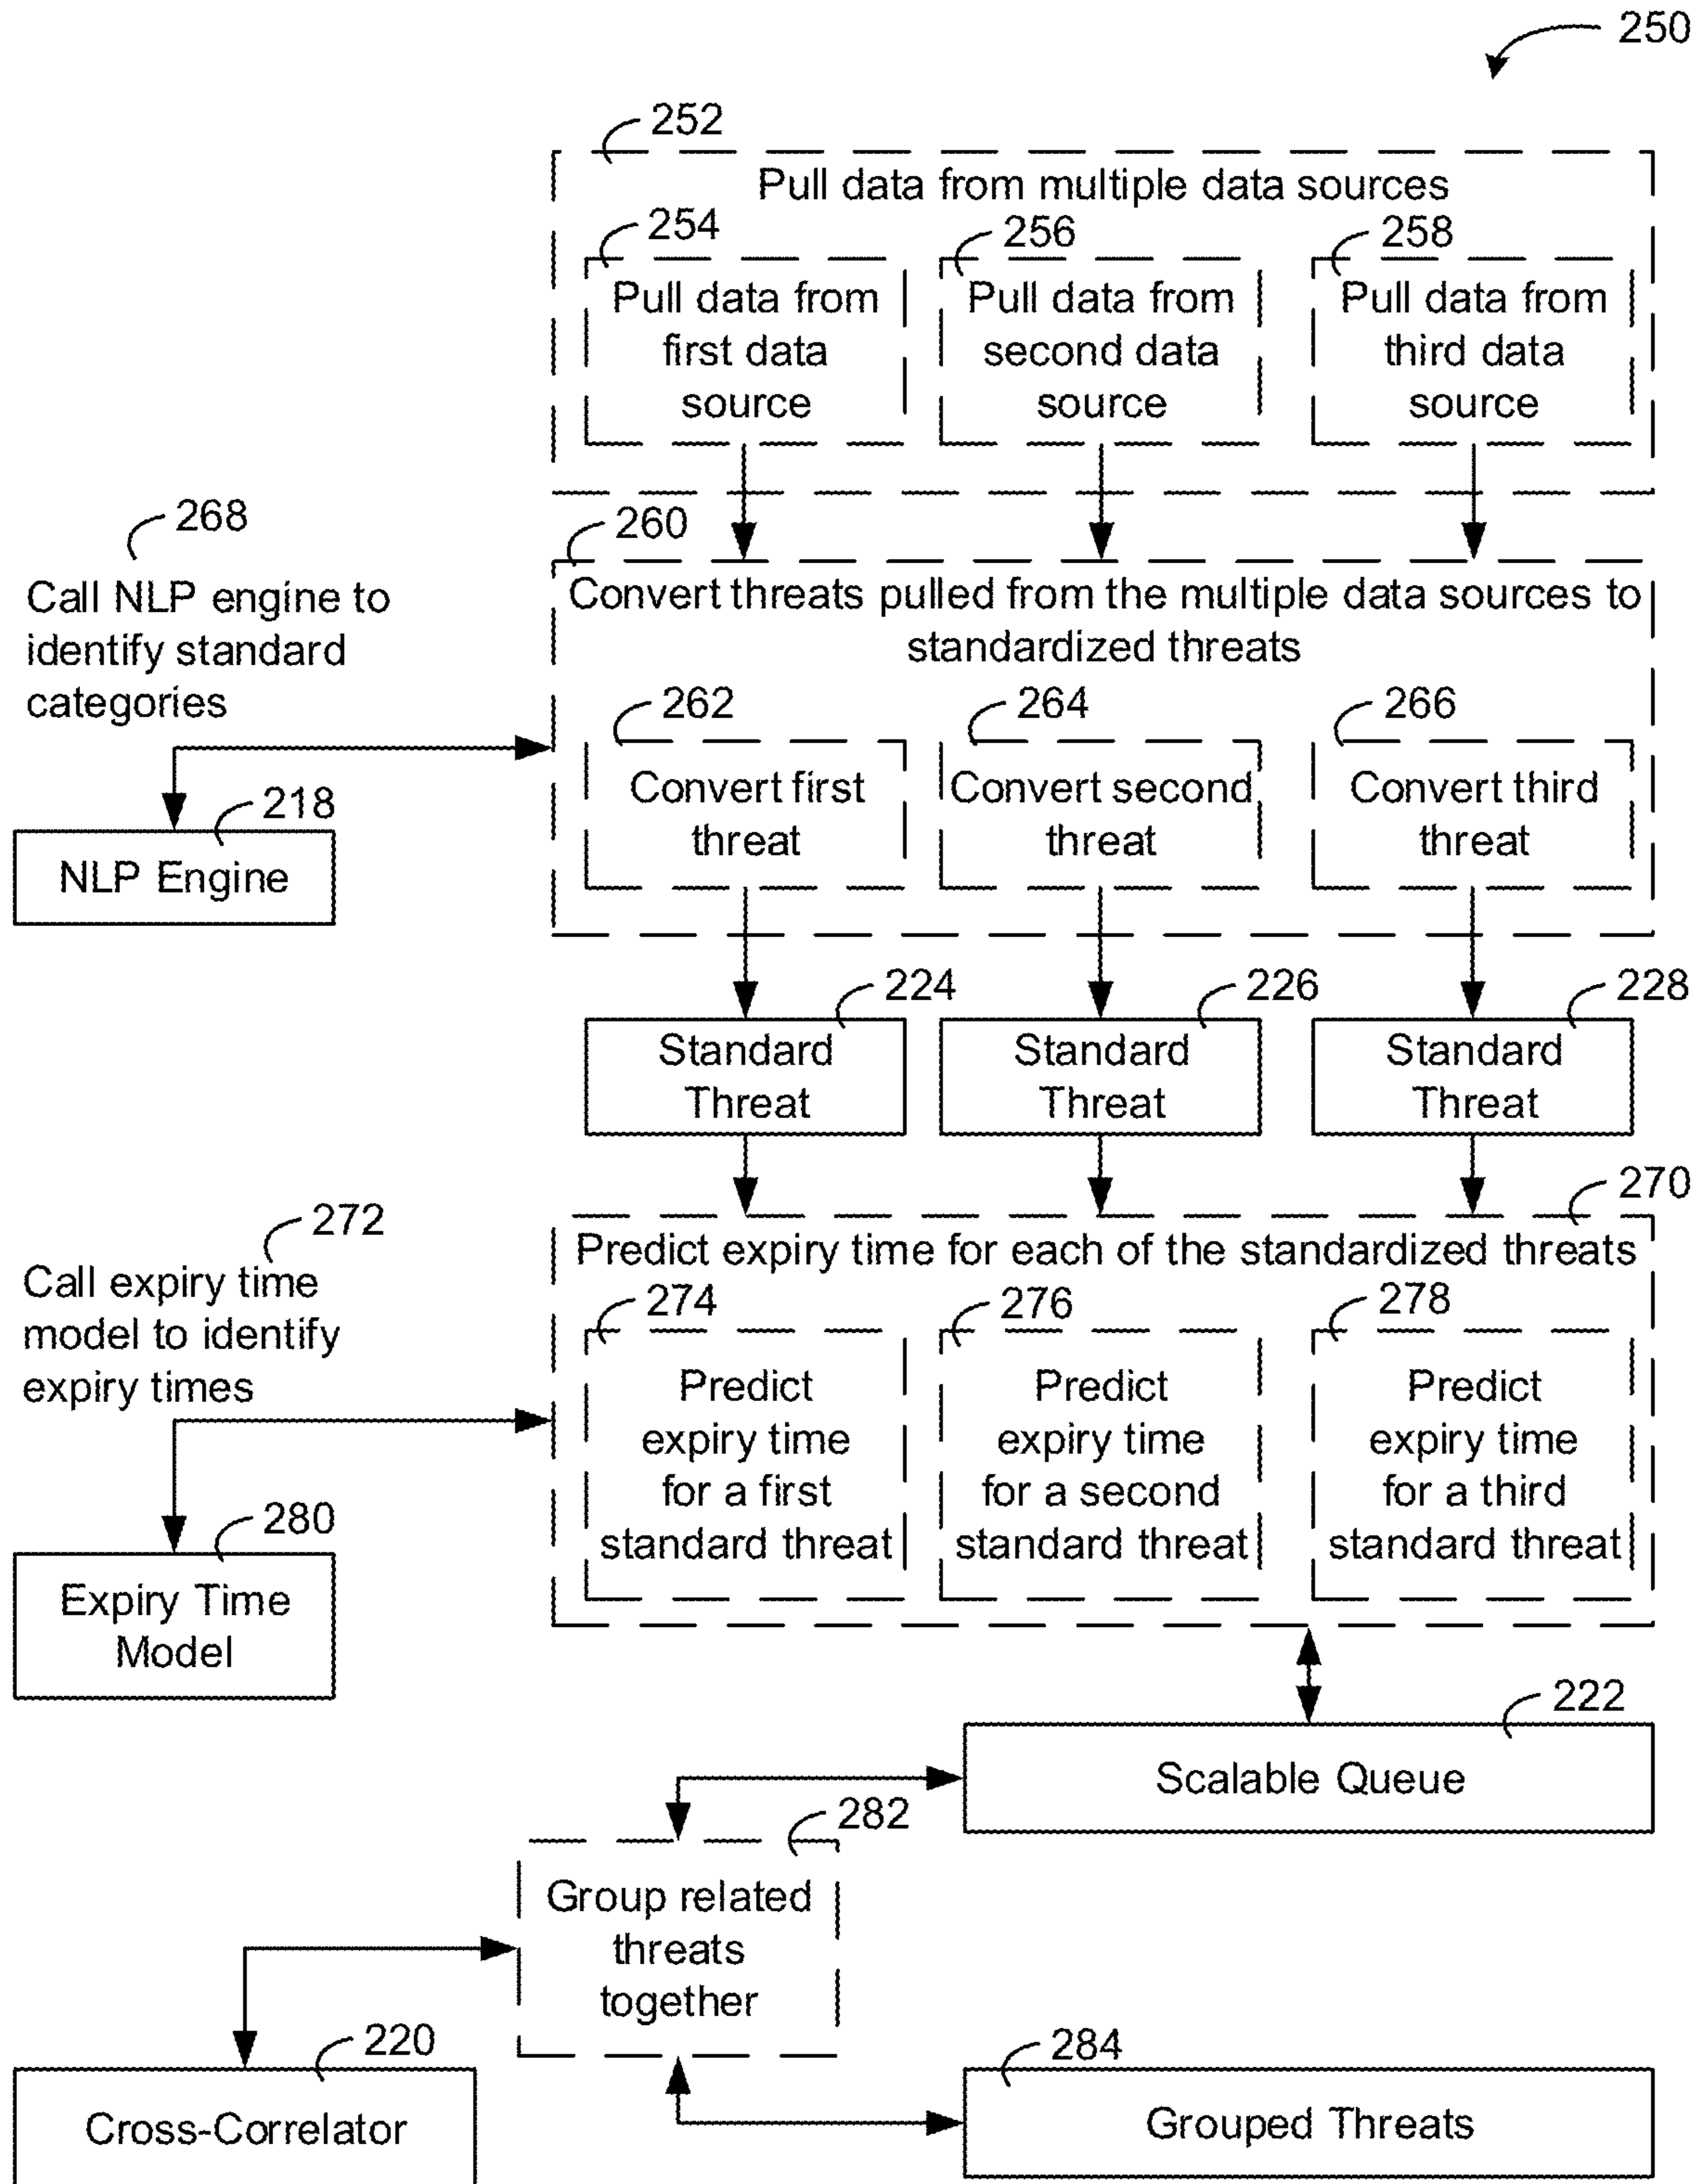 250
252
Pull data from multiple data sources
254
256
258
Pull data from
first data
source
Pull data from
second data
source
Pull data from
third data
source
268
Call NLP engine to
identify standard
categories
260
Convert threats pulled from the multiple data sources to
standardized threats
262
264
266
Convert first
threat
Convert second
threat
Convert third
threat
218
NLP Engine
224
226
228
Standard
Threat
Standard
Threat
Standard
Threat
270
272
Call expiry time
model to identify
expiry times
Predict expiry time for each of the standardized threats
274
276
278
Predict
expiry time
for a first
standard threat
Predict
expiry time
for a second
standard threat
Predict
expiry time
for a third
standard threat
280
Expiry Time
Model
222
Scalable Queue
282
Group related
threats
together
220
Cross-Correlator
284
Grouped Threats